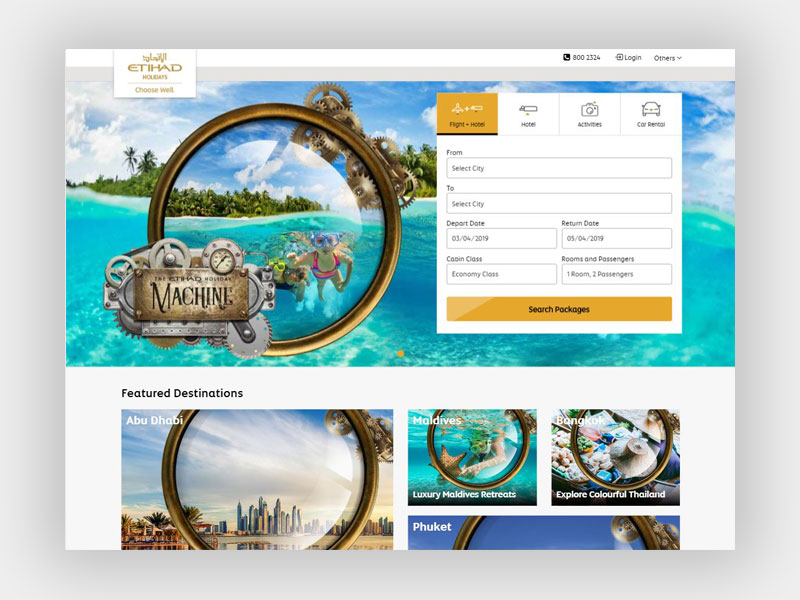 الإتحاد
ETIHAD
HOLIDAYS
Choose Well.
800 2324
Login
Others
THE ETIHAD HOLIDAY
MACHINE
Flight + Hotel
Hotel
Activities
Car Rental
From
Select City
To
Select City
Depart Date
Return Date
03/04/2019
05/04/2019
Cabin Class
Rooms and Passengers
Economy Class
1 Room, 2 Passengers
Search Packages
Featured Destinations
Abu Dhabi
Maldives
Luxury Maldives Retreats
Bangkok
Explore Colourful Thailand
Phuket